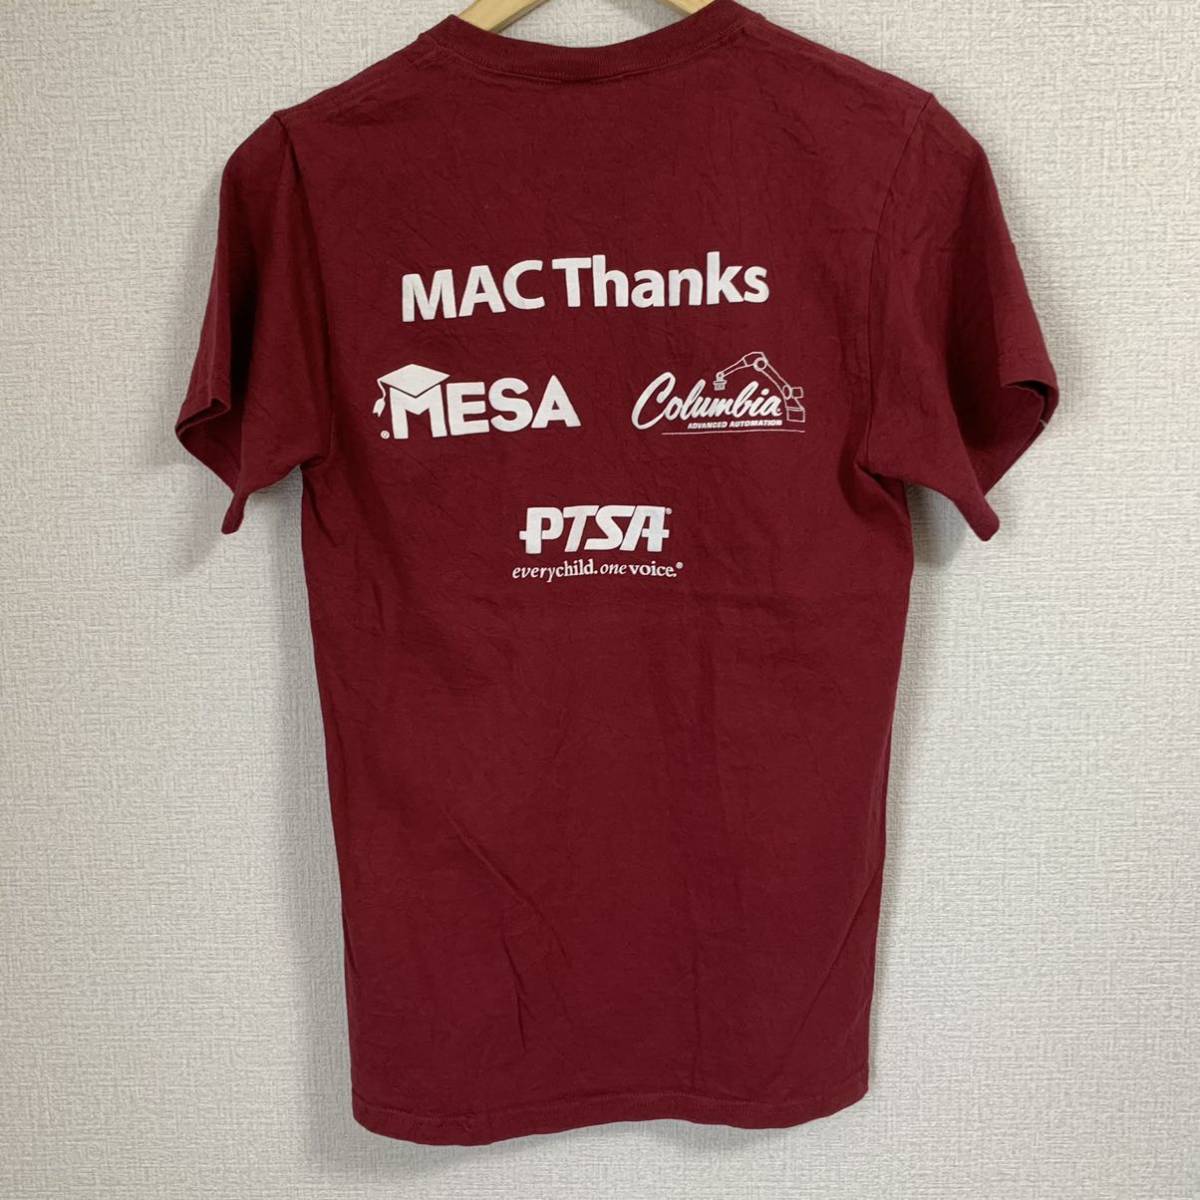 MAC Thanks
MESA®
Columbia
ADVANCED AUTOMATION
PTSA®
everychild. one voice.®